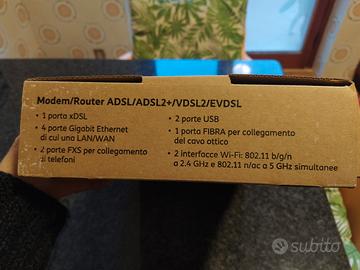 Modem/Router ADSL/ADSL2+/VDSL2/EVDSL
• 1 porta xDSL
• 4 porte Gigabit Ethernet
di cui uno LAN/WAN
• 2 porte FXS per collegamento
di telefoni
• 2 porte USB
• 1 porta FIBRA per collegamento
del cavo ottico
• 2 interfacce Wi-Fi: 802.11 b/g/n
a 2.4 GHz e 802.11 n/ac a 5 GHz simultanee
subito